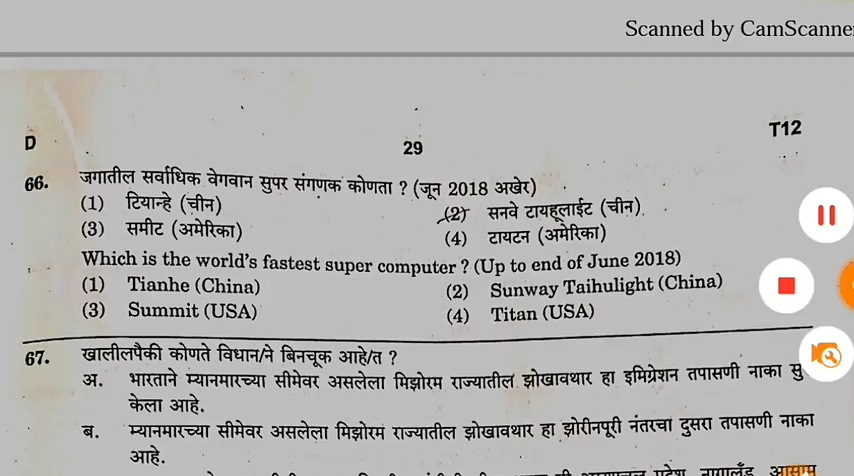 Scanned by CamScanne
D
29
T12
66. जगातील सर्वाधिक वेगवान सुपर संगणक कोणता ? (जून 2018 अखेर)
(1) टियान्हे (चीन) (2) सनवे टायहूलाईट (चीन)
(3) समीट (अमेरिका) (4) टायटन (अमेरिका)
Which is the world's fastest super computer ? (Up to end of June 2018)
(1) Tianhe (China) (2) Sunway Taihulight (China)
(3) Summit (USA) (4) Titan (USA)
67. खालीलपैकी कोणते विधान/ने बिनचूक आहे/त ?
अ. भारताने म्यानमारच्या सीमेवर असलेला मिझोरम राज्यातील झोखावथार हा इमिग्रेशन तपासणी नाका सु
केला आहे.
ब. म्यानमारच्या सीमेवर असलेला मिझोरम राज्यातील झोखावथार हा झोरीनपूरी नंतरचा दुसरा तपासणी नाका
आहे.